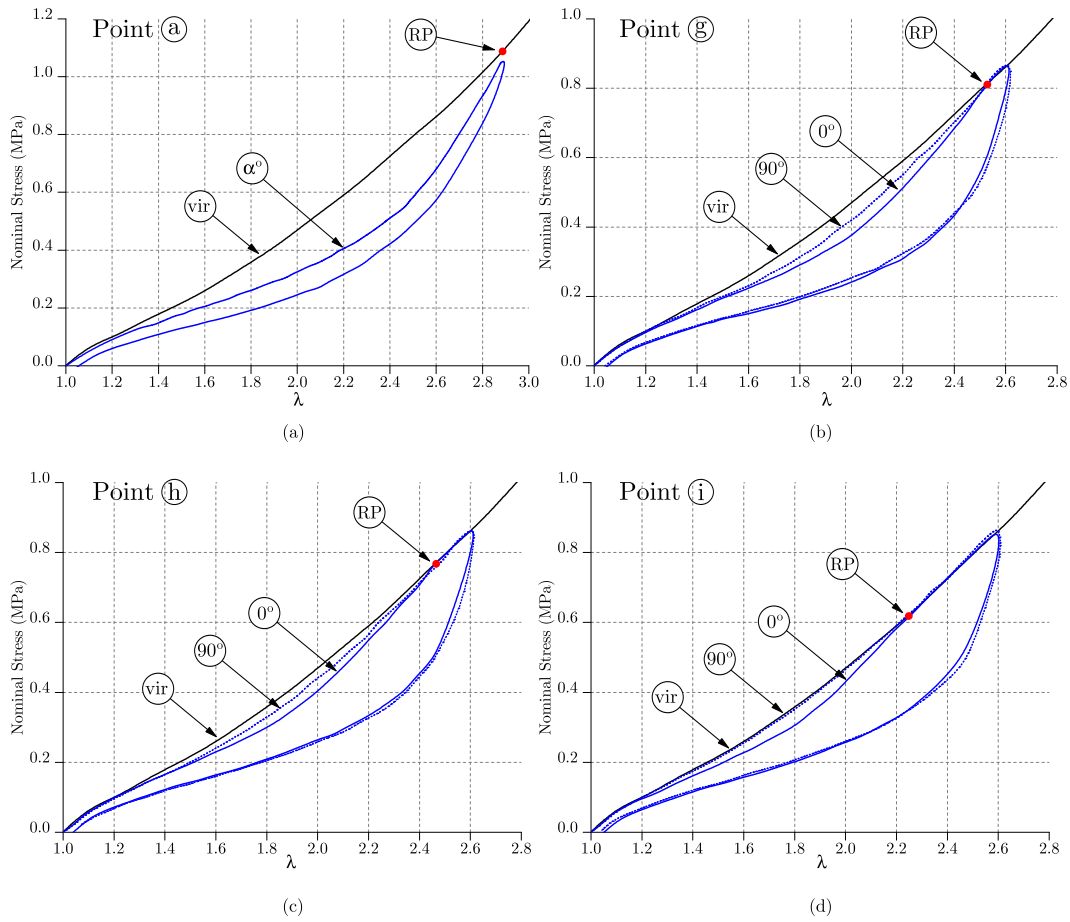 Point a
RP
αº
vir
Nominal Stress (MPa)
0.0 0.2 0.4 0.6 0.8 1.0 1.2
1.0 1.2 1.4 1.6 1.8 2.0 2.2 2.4 2.6 2.8 3.0
λ
(a)
Point g
RP
0º
90º
vir
Nominal Stress (MPa)
0.0 0.2 0.4 0.6 0.8 1.0
1.0 1.2 1.4 1.6 1.8 2.0 2.2 2.4 2.6 2.8
λ
(b)
Point h
RP
0º
90º
vir
Nominal Stress (MPa)
0.0 0.2 0.4 0.6 0.8 1.0
1.0 1.2 1.4 1.6 1.8 2.0 2.2 2.4 2.6 2.8
λ
(c)
Point i
RP
0º
90º
vir
Nominal Stress (MPa)
0.0 0.2 0.4 0.6 0.8 1.0
1.0 1.2 1.4 1.6 1.8 2.0 2.2 2.4 2.6 2.8
λ
(d)